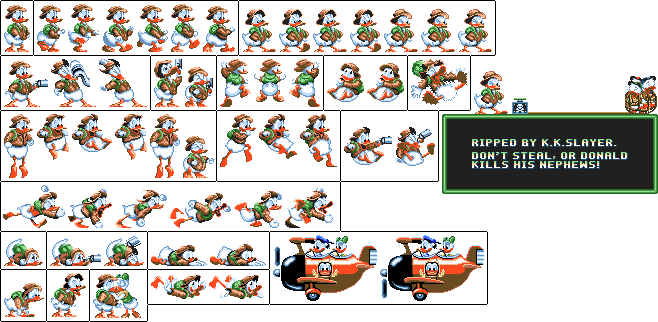 RIPPED BY K.K.SLAYER.
DON'T STEAL, OR DONALD
KILLS HIS NEPHEWS!